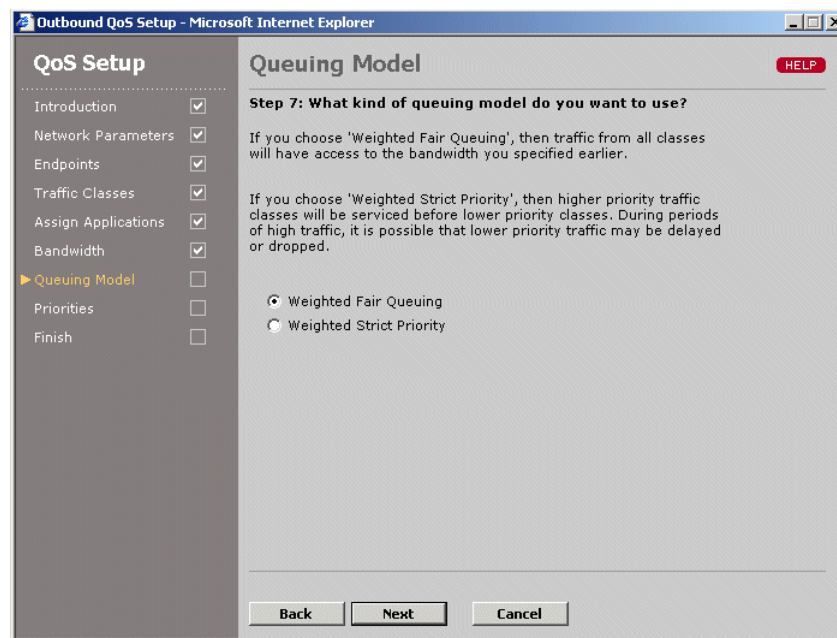 Outbound QoS Setup - Microsoft Internet Explorer
QoS Setup
Introduction
Network Parameters
Endpoints
Traffic Classes
Assign Applications
Bandwidth
Queuing Model
Priorities
Finish
Queuing Model
HELP
Step 7: What kind of queuing model do you want to use?
If you choose 'Weighted Fair Queuing', then traffic from all classes
will have access to the bandwidth you specified earlier.
If you choose 'Weighted Strict Priority', then higher priority traffic
classes will be serviced before lower priority classes. During periods
of high traffic, it is possible that lower priority traffic may be delayed
or dropped.
Weighted Fair Queuing
Weighted Strict Priority
Back
Next
Cancel